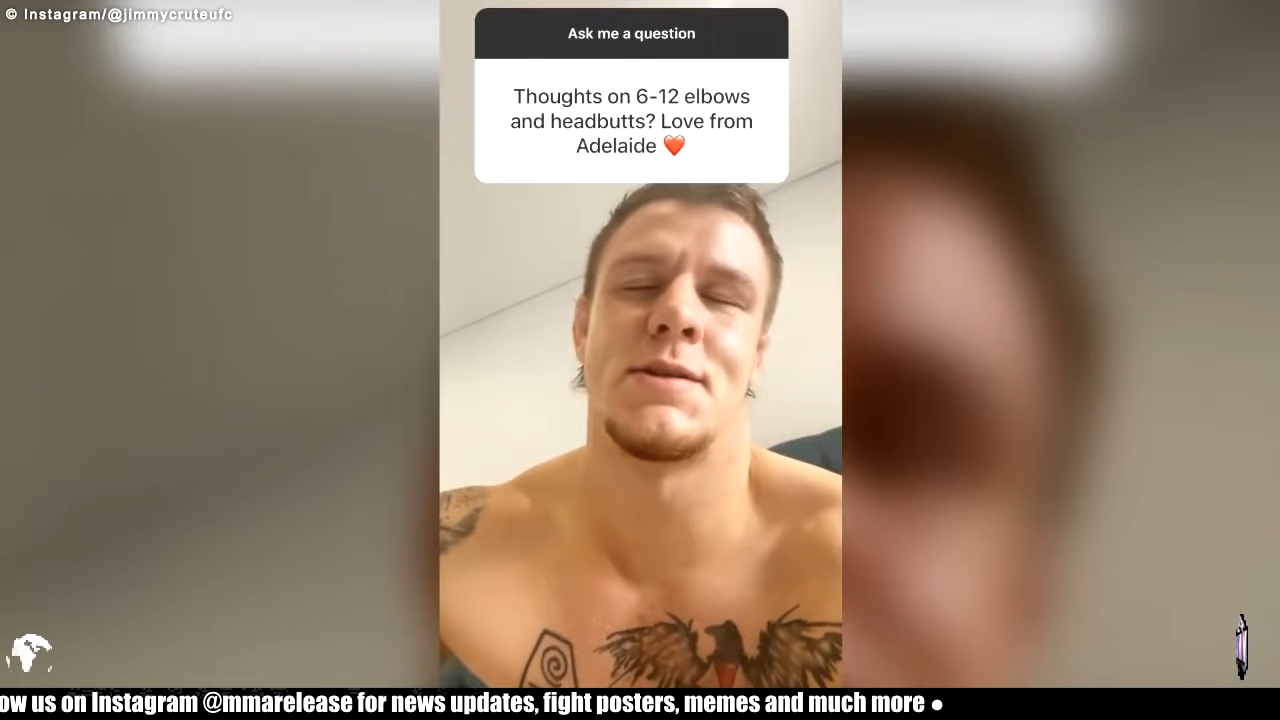 © Instagram/@jimmycruteufc
Ask me a question
Thoughts on 6-12 elbows
and headbutts? Love from
Adelaide ❤️
ow us on Instagram @mmarelease for news updates, fight posters, memes and much more ●